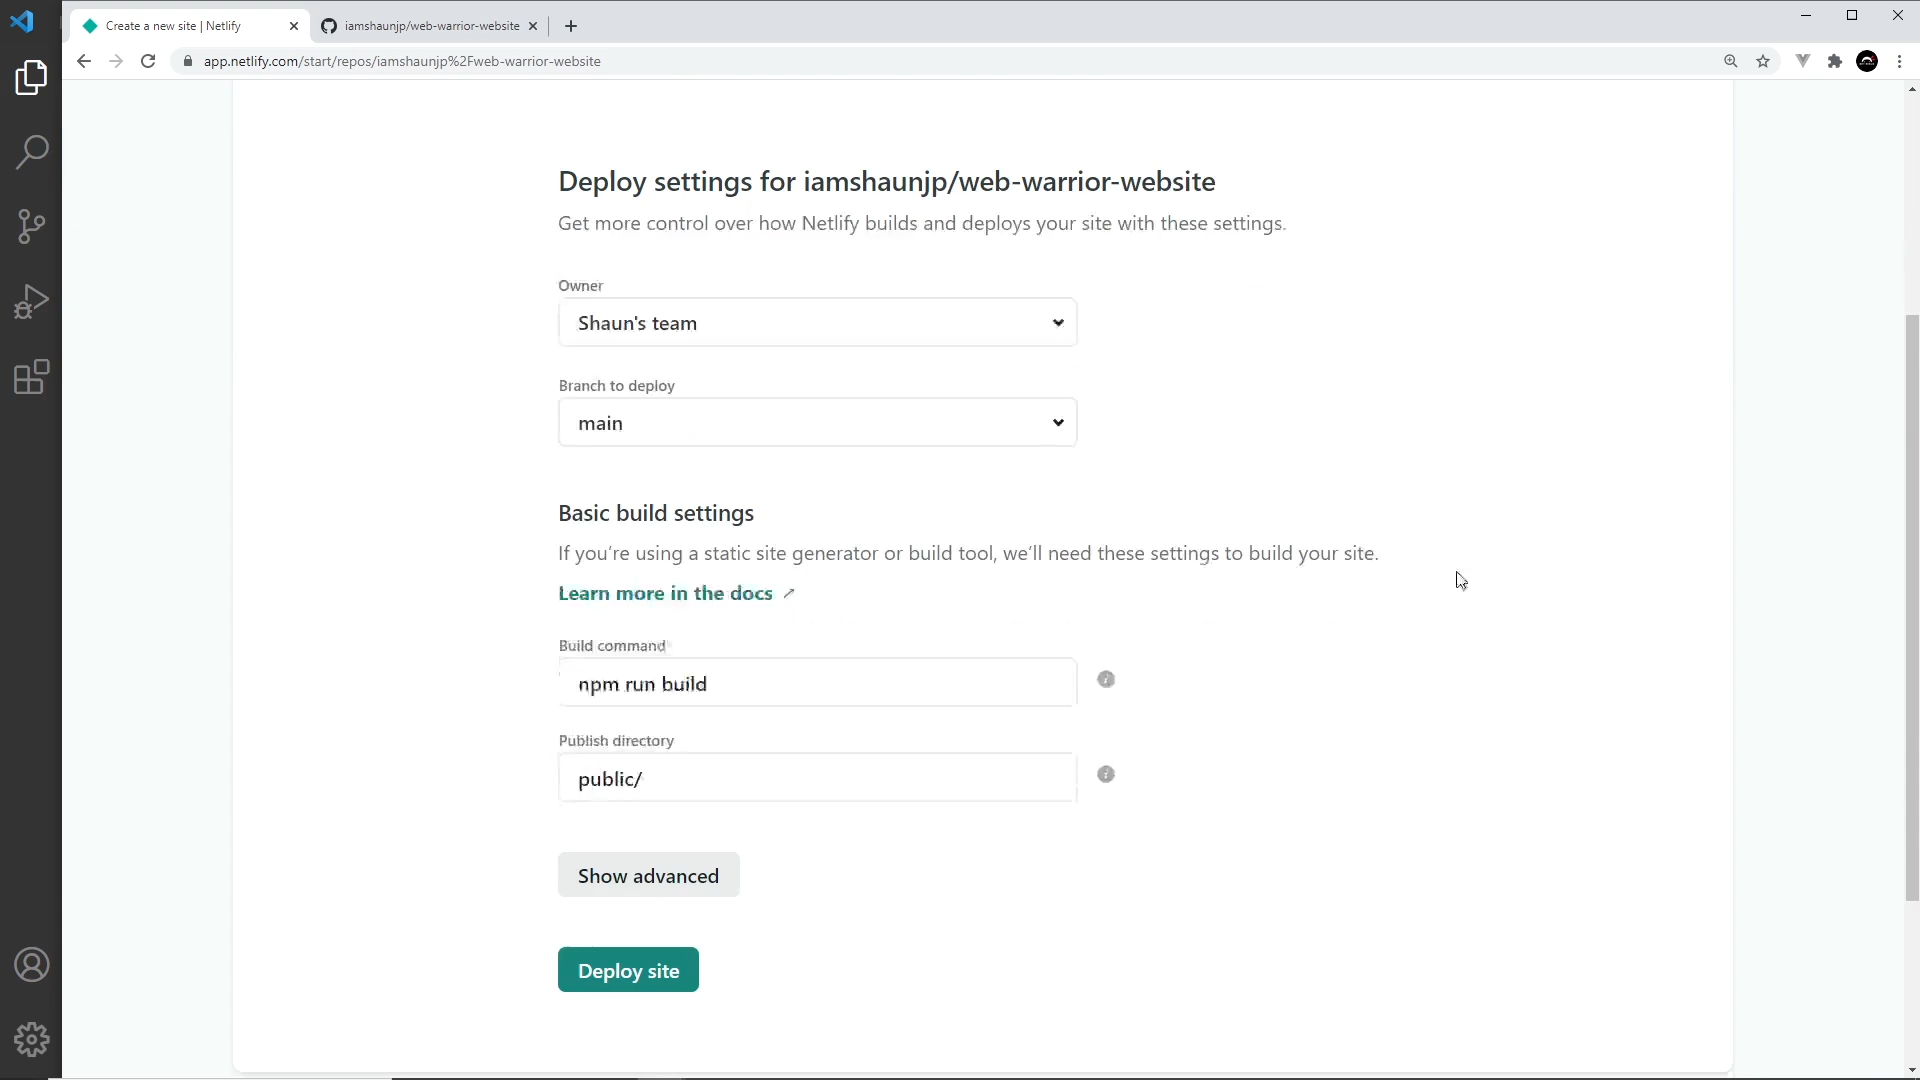 Create a new site | Netlify
iamshaunjp/web-warrior-website
app.netlify.com/start/repos/iamshaunjp%2Fweb-warrior-website
Deploy settings for iamshaunjp/web-warrior-website
Get more control over how Netlify builds and deploys your site with these settings.
Owner
Shaun's team
Branch to deploy
main
Basic build settings
If you’re using a static site generator or build tool, we’ll need these settings to build your site.
Learn more in the docs ↗
Build command
npm run build
Publish directory
public/
Show advanced
Deploy site